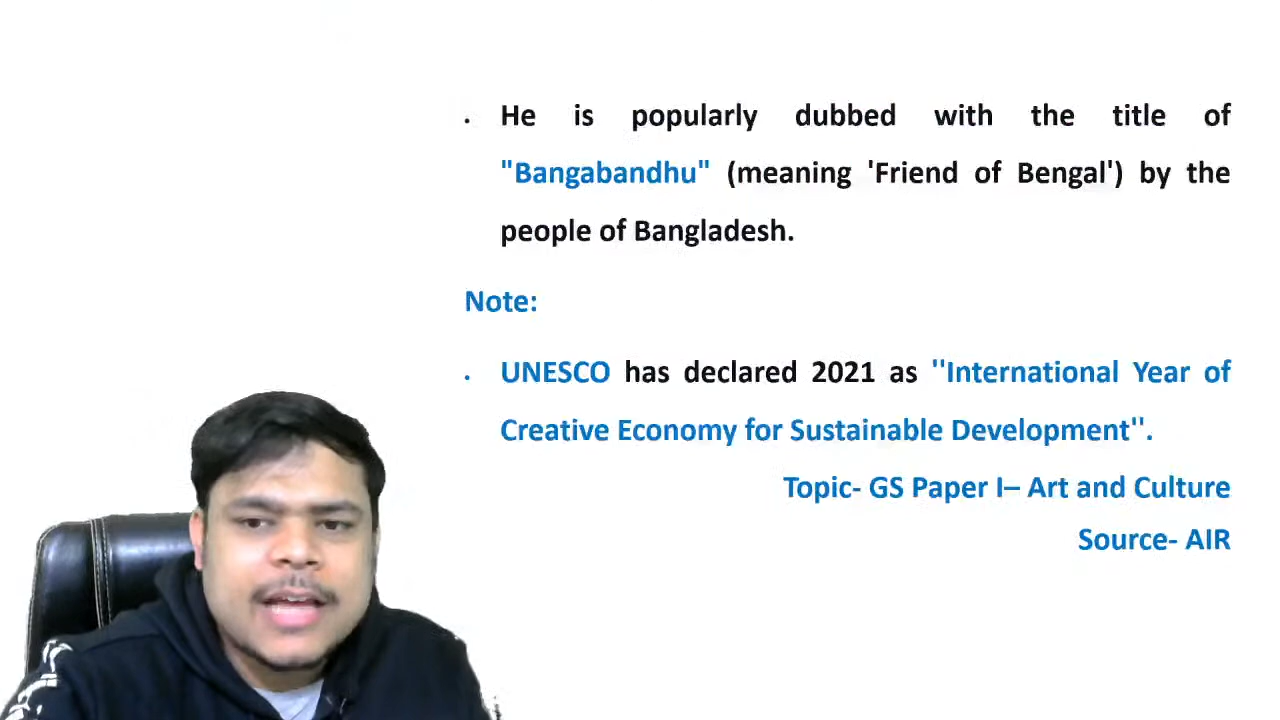 • He is popularly dubbed with the title of
"Bangabandhu" (meaning 'Friend of Bengal') by the
people of Bangladesh.
Note:
• UNESCO has declared 2021 as ''International Year of
Creative Economy for Sustainable Development''.
Topic- GS Paper I– Art and Culture
Source- AIR